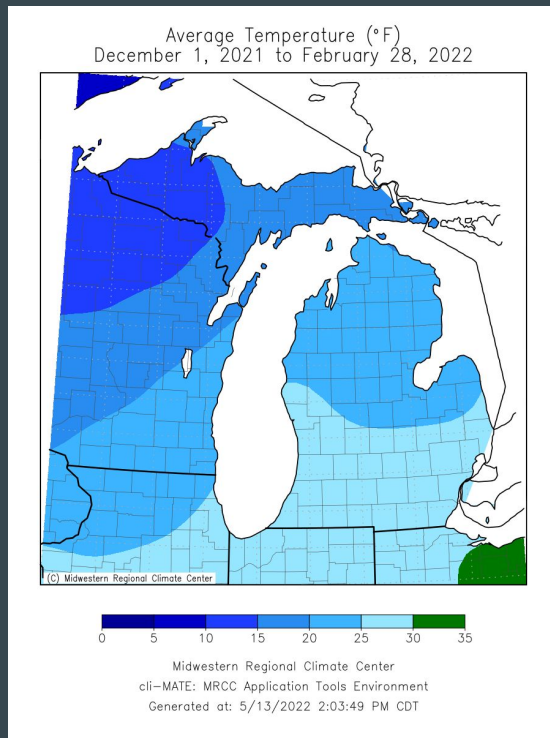 Average Temperature (°F)
December 1, 2021 to February 28, 2022
(C) Midwestern Regional Climate Center
0 5 10 15 20 25 30 35
Midwestern Regional Climate Center
cli-MATE: MRCC Application Tools Environment
Generated at: 5/13/2022 2:03:49 PM CDT